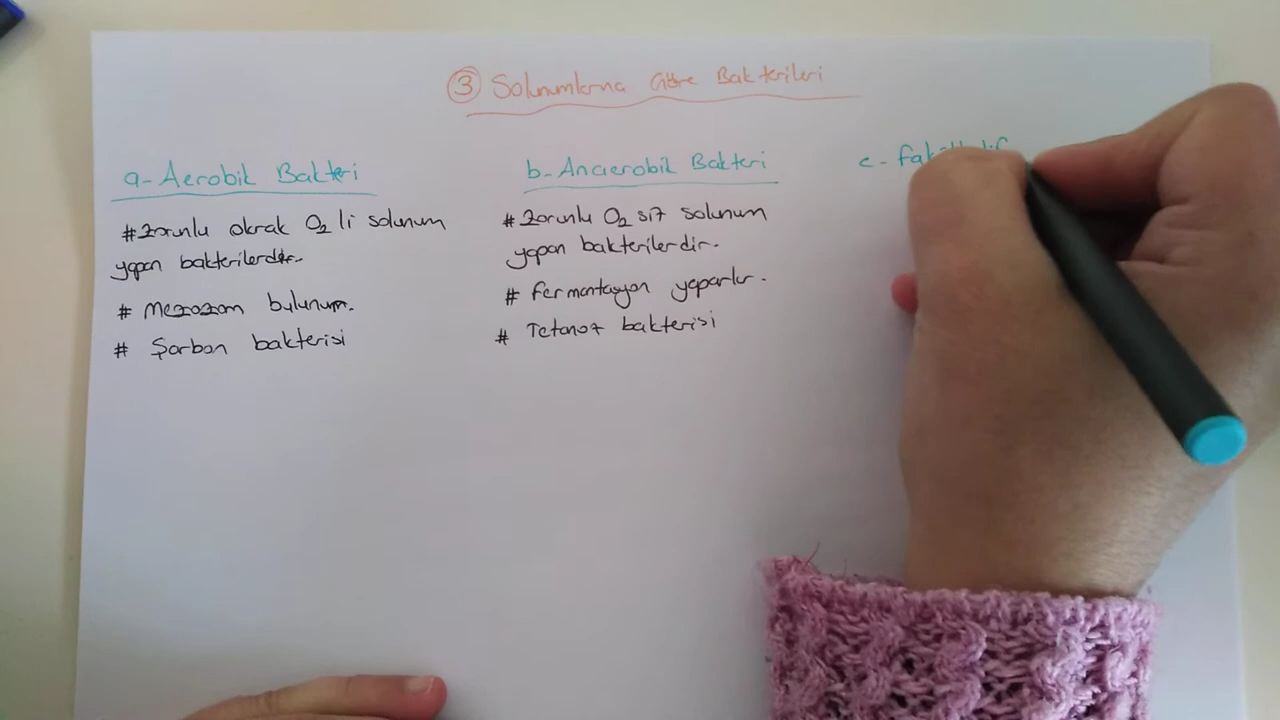 ③ Solunumlarına Göre Bakterileri
a- Aerobik Bakteri
#Zorunlu olarak O2 li solunum
yapan bakterilerdir.
# Mezozom bulunur.
# Şarbon bakterisi
b- Anaerobik Bakteri
#Zorunlu O2 siz solunum
yapan bakterilerdir.
# Fermantasyon yaparlar.
# Tetanoz bakterisi
c-